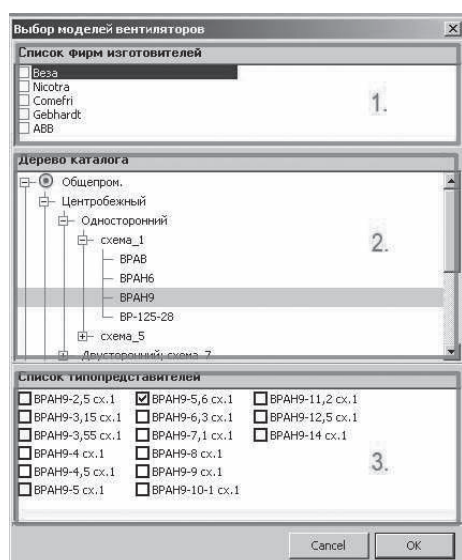 Выбор моделей вентиляторов
Список фирм изготовителей
Веза
Nicotra
Comefri
Gebhardt
ABB
1.
Дерево каталога
Общепром.
Центробежный
Односторонний
схема_1
ВРАВ
ВРАН6
ВРАН9
ВР-125-28
схема_5
Двусторонний; схема_7
2.
Список типопредставителей
ВРАН9-2,5 сх.1 ВРАН9-5,6 сх.1 ВРАН9-11,2 сх.1
ВРАН9-3,15 сх.1 ВРАН9-6,3 сх.1 ВРАН9-12,5 сх.1
ВРАН9-3,55 сх.1 ВРАН9-7,1 сх.1 ВРАН9-14 сх.1
ВРАН9-4 сх.1 ВРАН9-8 сх.1
ВРАН9-4,5 сх.1 ВРАН9-9 сх.1
ВРАН9-5 сх.1 ВРАН9-10-1 сх.1
3.
Cancel OK